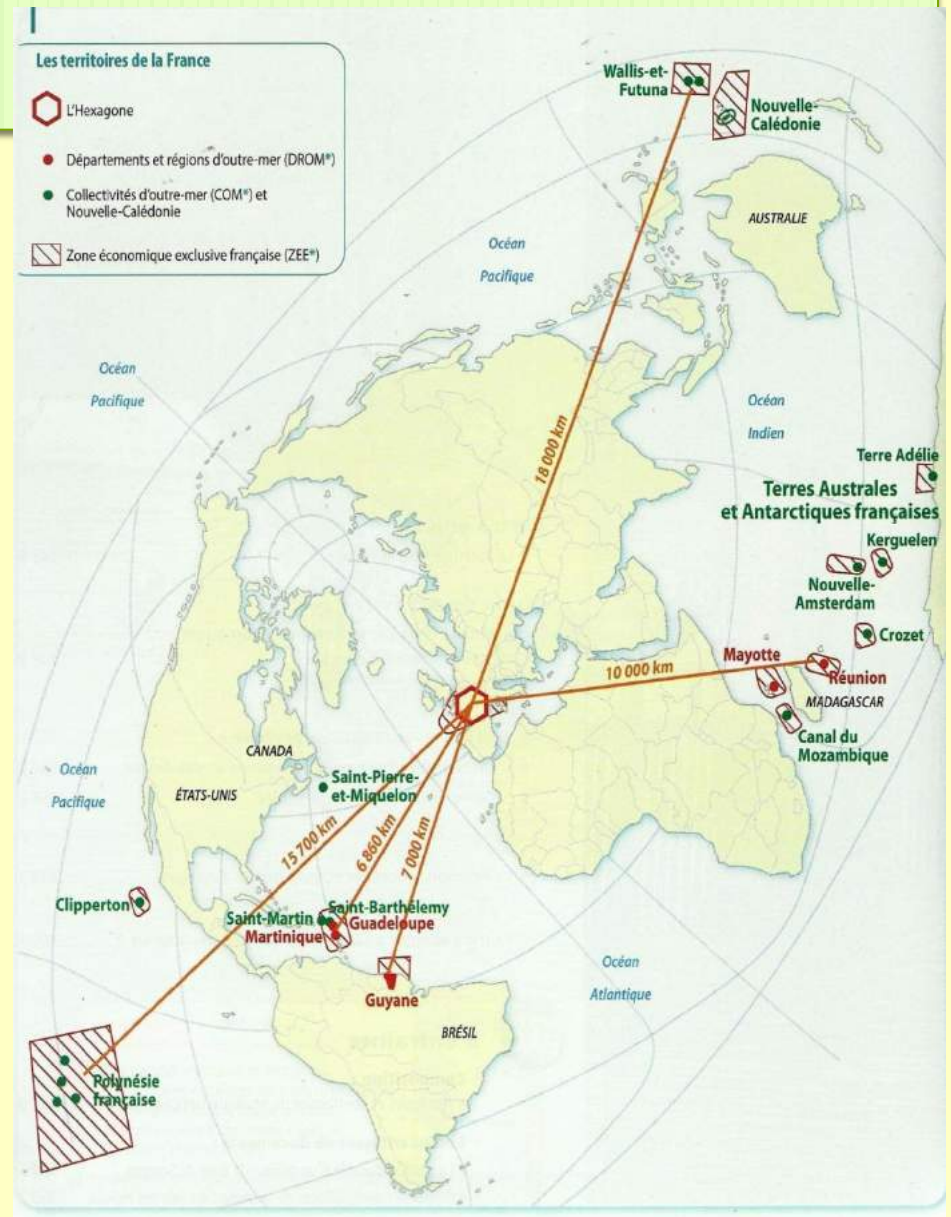 Les territoires de la France
L'Hexagone
Départements et régions d'outre-mer (DROM*)
Collectivités d'outre-mer (COM*) et
Nouvelle-Calédonie
Zone économique exclusive française (ZEE*)
Wallis-et-
Futuna
Nouvelle-
Calédonie
AUSTRALIE
Océan
Pacifique
Océan
Pacifique
Océan
Indien
18 000 km
Terre Adélie
Terres Australes
et Antarctiques françaises
Kerguelen
Nouvelle-
Amsterdam
Crozet
Mayotte
Réunion
10 000 km
MADAGASCAR
Canal du
Mozambique
CANADA
Saint-Pierre-
et-Miquelon
ÉTATS-UNIS
Océan
Pacifique
15 700 km
6 860 km
7 000 km
Clipperton
Saint-Barthélemy
Saint-Martin
Guadeloupe
Martinique
Guyane
Océan
Atlantique
BRÉSIL
Polynésie
française